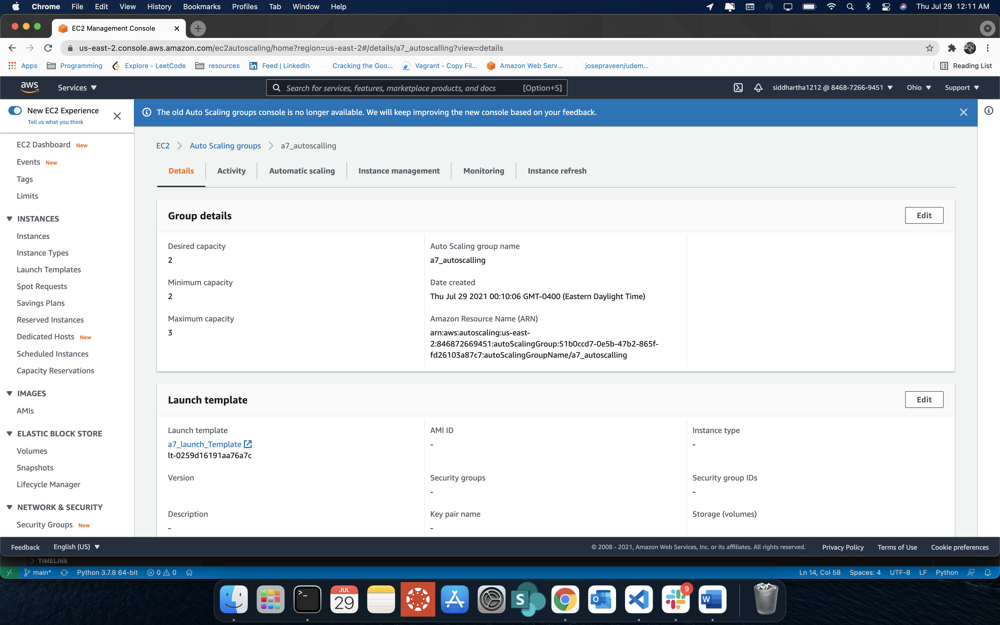 Chrome File Edit View History Bookmarks Profiles Tab Window Help Thu Jul 29 12:11 AM
EC2 Management Console
us-east-2.console.aws.amazon.com/ec2autoscaling/home?region=us-east-2#/details/a7_autoscalling?view=details
Apps Programming Explore - LeetCode resources Feed | LinkedIn Cracking the Goo... Vagrant - Copy Fil... Amazon Web Serv... josepraveen/udem... Reading List
aws Services Search for services, features, marketplace products, and docs [Option+S] siddhartha1212 @ 8468-7266-9451 Ohio Support
New EC2 Experience
Tell us what you think
The old Auto Scaling groups console is no longer available. We will keep improving the new console based on your feedback.
EC2 Dashboard New
Events New
Tags
Limits
INSTANCES
Instances
Instance Types
Launch Templates
Spot Requests
Savings Plans
Reserved Instances
Dedicated Hosts New
Scheduled Instances
Capacity Reservations
IMAGES
AMIs
ELASTIC BLOCK STORE
Volumes
Snapshots
Lifecycle Manager
NETWORK & SECURITY
Security Groups New
EC2 Auto Scaling groups a7_autoscalling
Details Activity Automatic scaling Instance management Monitoring Instance refresh
Group details Edit
Desired capacity
2
Minimum capacity
2
Maximum capacity
3
Auto Scaling group name
a7_autoscalling
Date created
Thu Jul 29 2021 00:10:06 GMT-0400 (Eastern Daylight Time)
Amazon Resource Name (ARN)
arn:aws:autoscaling:us-east-
2:846872669451:autoScalingGroup:51b0ccd7-0e5b-47b2-865f-
fd26103a87c7:autoScalingGroupName/a7_autoscalling
Launch template Edit
Launch template
a7_launch_Template
lt-0259d16191aa76a7c
AMI ID
-
Instance type
-
Version
Security groups
-
Security group IDs
-
Description
-
Key pair name
-
Storage (volumes)
Feedback English (US) © 2008 - 2021, Amazon Web Services, Inc. or its affiliates. All rights reserved. Privacy Policy Terms of Use Cookie preferences
TIMELINE
main* Python 3.7.8 64-bit 0 0 Ln 14, Col 58 Spaces: 4 UTF-8 LF Python
>_ JUL 29 S O 9 W